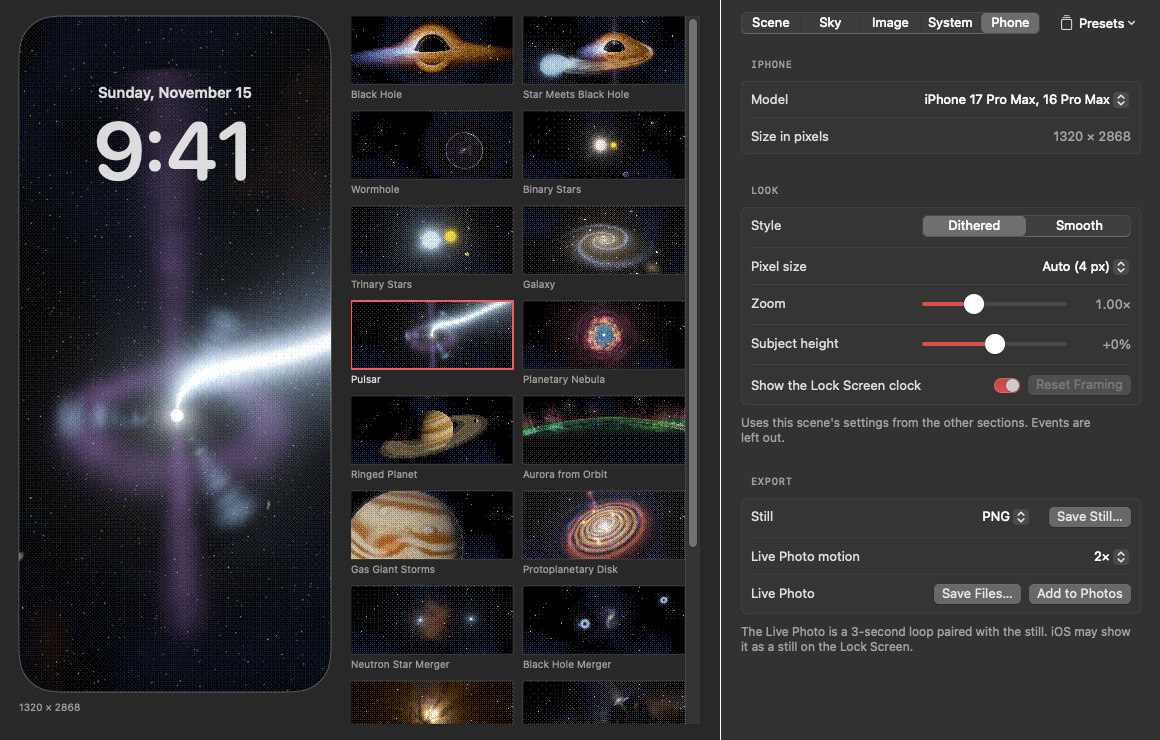 Sunday, November 15
9:41
1320 × 2868
Black Hole
Star Meets Black Hole
Wormhole
Binary Stars
Trinary Stars
Galaxy
Pulsar
Planetary Nebula
Ringed Planet
Aurora from Orbit
Gas Giant Storms
Protoplanetary Disk
Neutron Star Merger
Black Hole Merger
Scene Sky Image System Phone Presets
IPHONE
Model iPhone 17 Pro Max, 16 Pro Max
Size in pixels 1320 × 2868
LOOK
Style Dithered Smooth
Pixel size Auto (4 px)
Zoom 1.00×
Subject height +0%
Show the Lock Screen clock Reset Framing
Uses this scene's settings from the other sections. Events are
left out.
EXPORT
Still PNG Save Still...
Live Photo motion 2×
Live Photo Save Files... Add to Photos
The Live Photo is a 3-second loop paired with the still. iOS may show
it as a still on the Lock Screen.